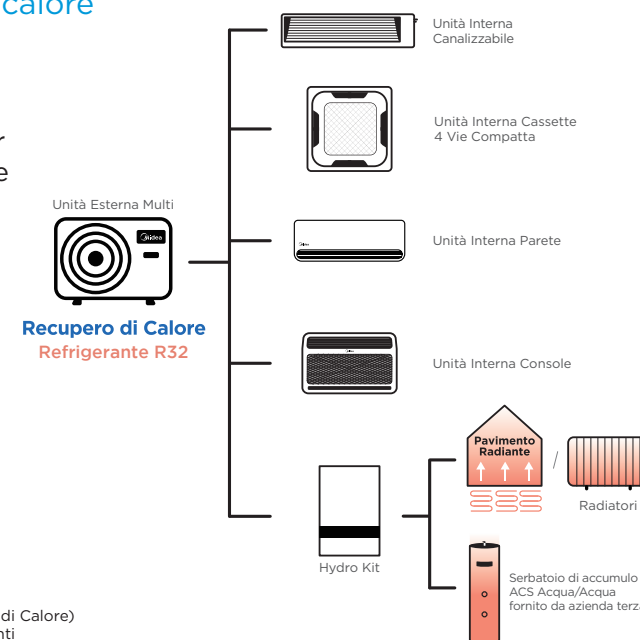 calore
Unità Interna
Canalizzabile
r
e
Unità Interna Cassette
4 Vie Compatta
Unità Esterna Multi
Midea
Unità Interna Parete
Midea
Recupero di Calore
Refrigerante R32
Unità Interna Console
Pavimento
Radiante
/
Radiatori
Hydro Kit
Serbatoio di accumulo
ACS Acqua/Acqua
fornito da azienda terza
di Calore)
nti